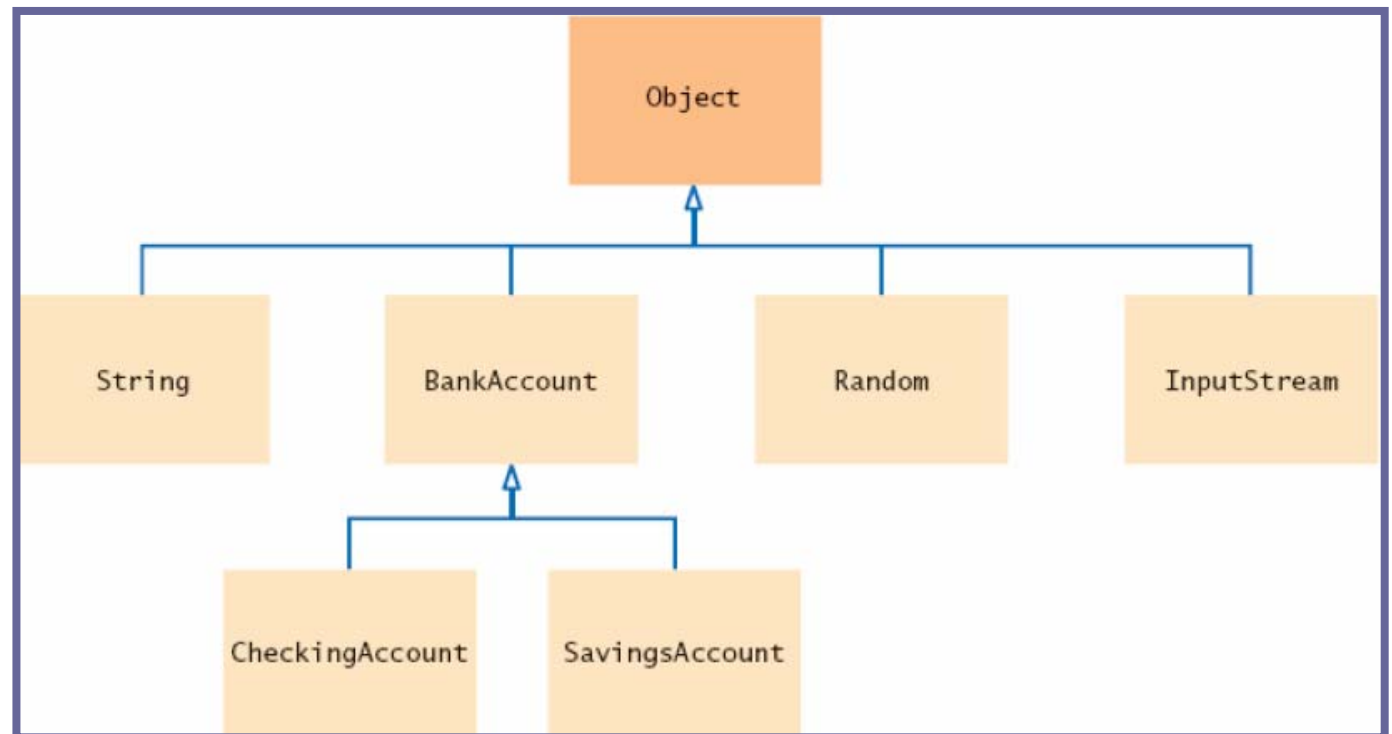 Object
String
BankAccount
Random
InputStream
CheckingAccount
SavingsAccount